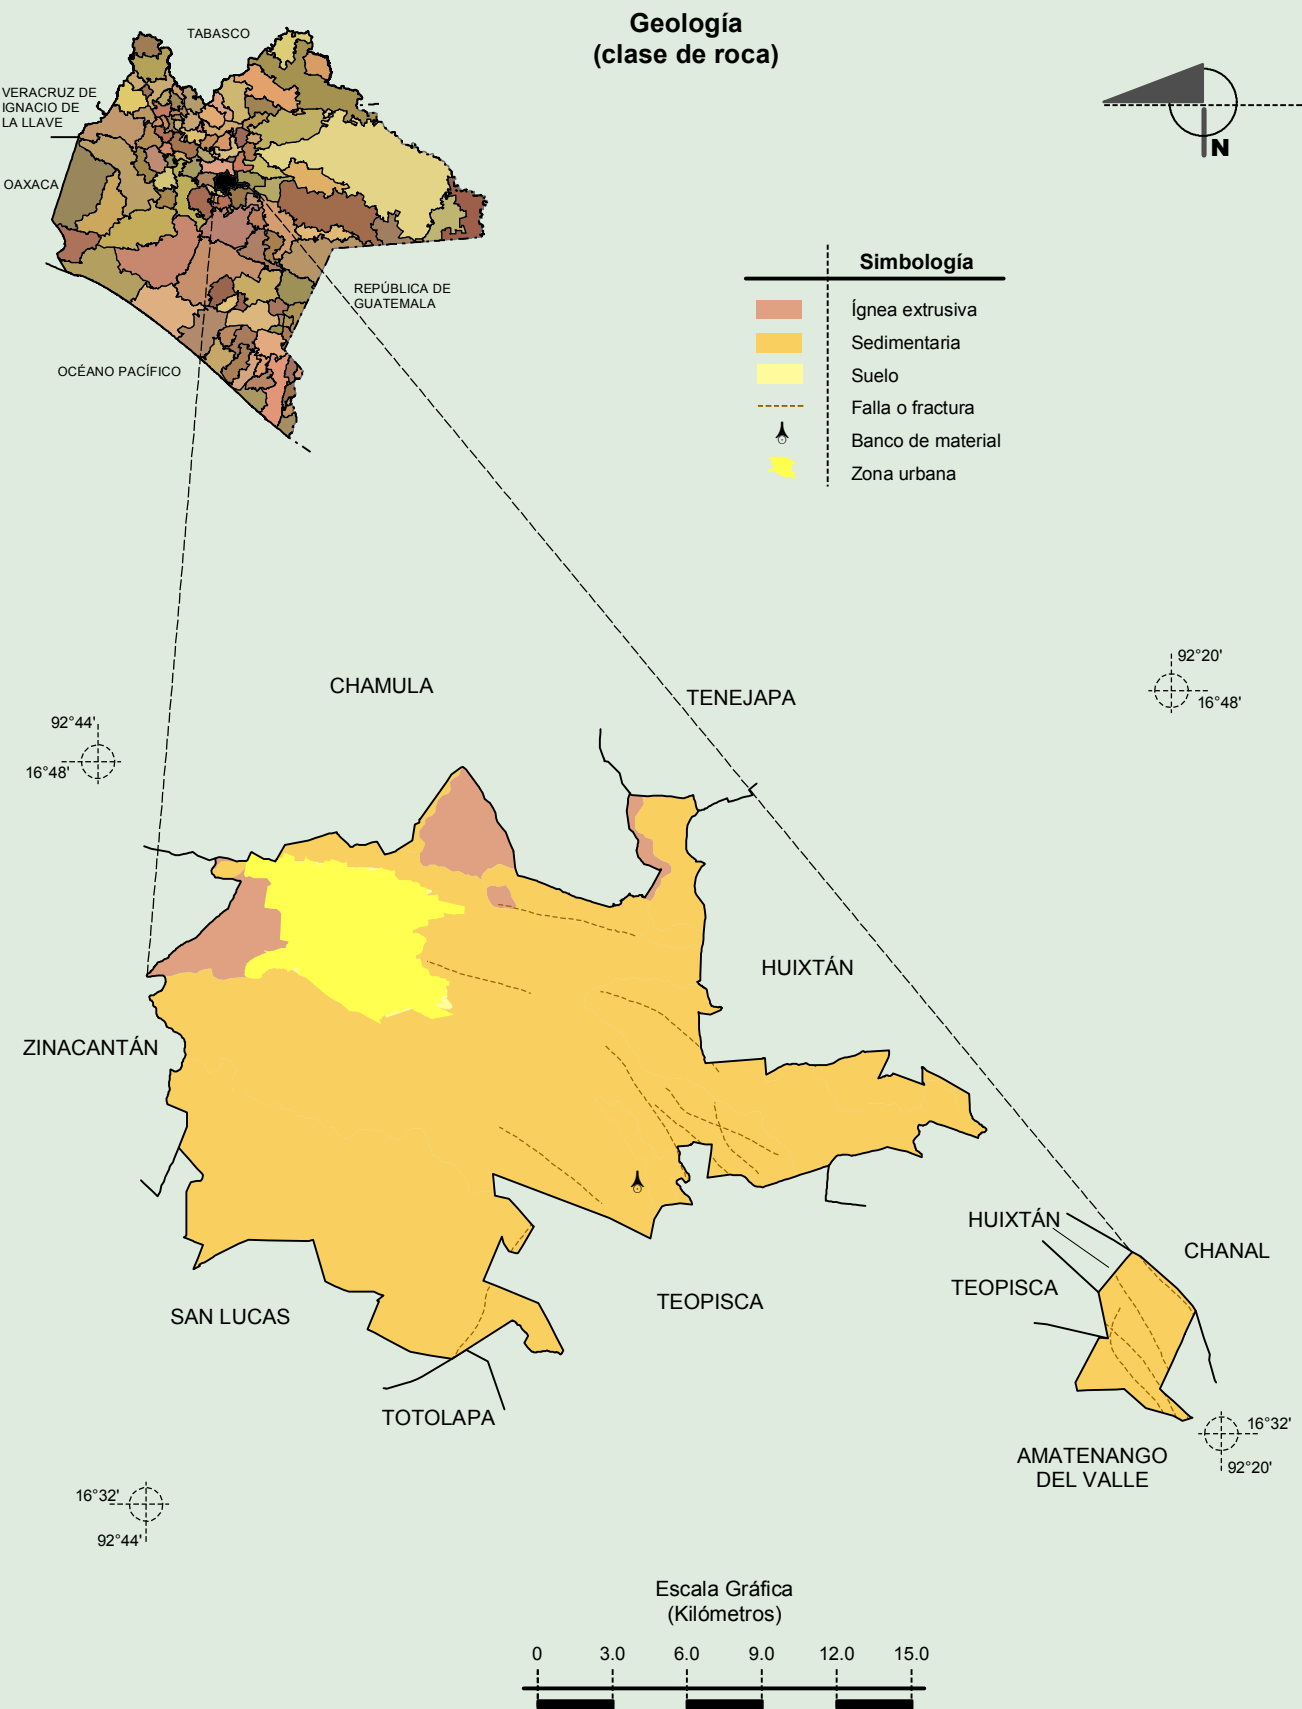 Geología
(clase de roca)
TABASCO
VERACRUZ DE
IGNACIO DE
LA LLAVE
OAXACA
REPÚBLICA DE
GUATEMALA
OCÉANO PACÍFICO
N
Simbología
Ígnea extrusiva
Sedimentaria
Suelo
Falla o fractura
Banco de material
Zona urbana
92°20'
16°48'
CHAMULA
TENEJAPA
92°44'
16°48'
HUIXTÁN
ZINACANTÁN
HUIXTÁN
CHANAL
TEOPISCA
TEOPISCA
SAN LUCAS
TOTOLAPA
16°32'
92°20'
AMATENANGO
DEL VALLE
16°32'
92°44'
Escala Gráfica
(Kilómetros)
0 3.0 6.0 9.0 12.0 15.0